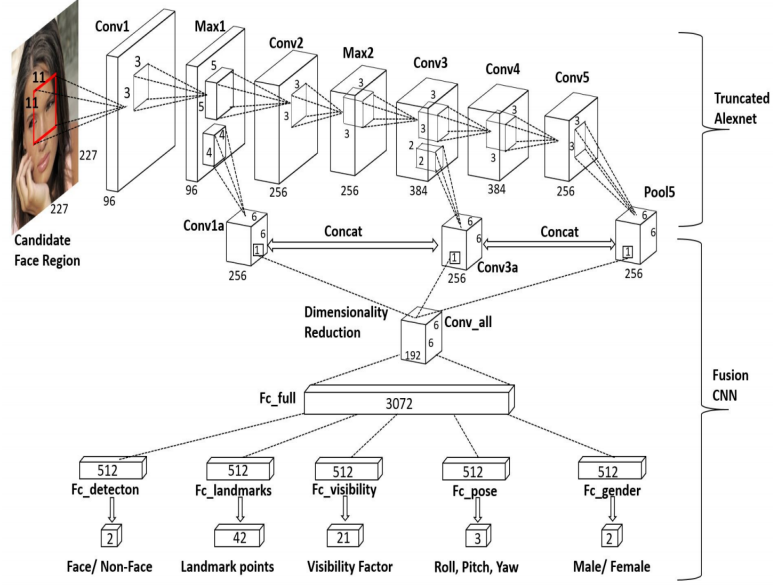 Conv1
Max1
Conv2
Max2
Conv3
Conv4
Conv5
11
11
3
3
5
5
3
3
3
3
3
3
3
3
3
3
4
4
2
2
227
227
96
96
256
256
384
384
256
Truncated
Alexnet
Pool5
Candidate
Face Region
Conv1a
6
6
1
256
Concat
6
6
1
256
Conv3a
Concat
6
6
1
256
Dimensionality
Reduction
Conv_all
6
6
192
Fusion
CNN
Fc_full
3072
512
512
512
512
512
Fc_detecton
Fc_landmarks
Fc_visibility
Fc_pose
Fc_gender
2
42
21
3
2
Face/ Non-Face
Landmark points
Visibility Factor
Roll, Pitch, Yaw
Male/ Female